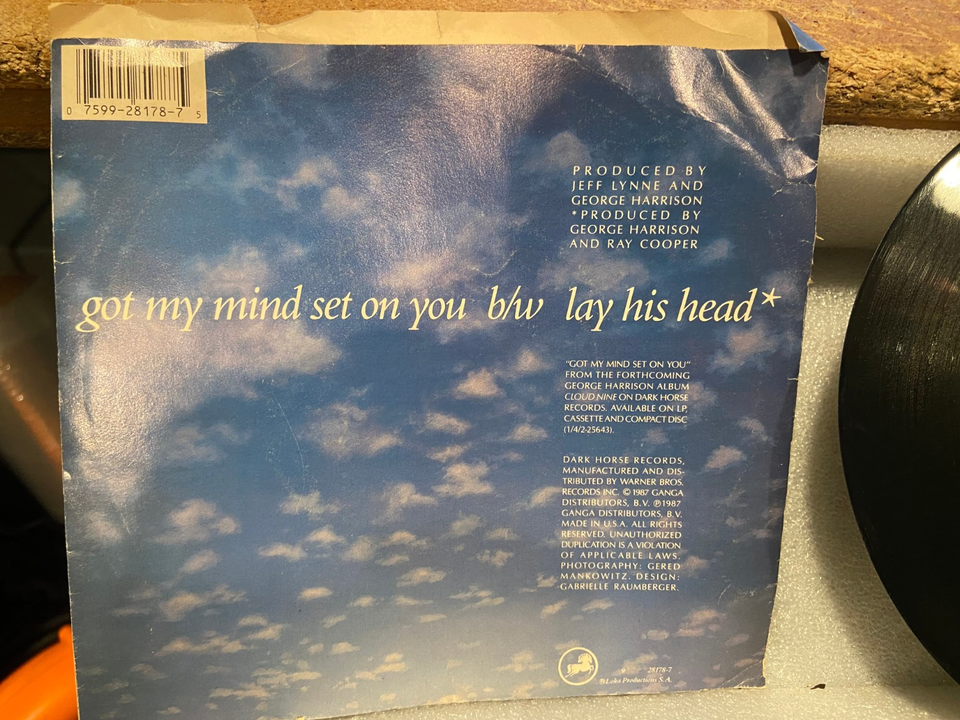 0 7599-28178-7 5
PRODUCED BY
JEFF LYNNE AND
GEORGE HARRISON
*PRODUCED BY
GEORGE HARRISON
AND RAY COOPER
got my mind set on you b/w lay his head*
"GOT MY MIND SET ON YOU"
FROM THE FORTHCOMING
GEORGE HARRISON ALBUM
CLOUD NINE ON DARK HORSE
RECORDS. AVAILABLE ON LP,
CASSETTE AND COMPACT DISC
(1/4/2-25643).
DARK HORSE RECORDS,
MANUFACTURED AND DIS-
TRIBUTED BY WARNER BROS.
RECORDS INC. © 1987 GANGA
DISTRIBUTORS, B.V. ℗ 1987
GANGA DISTRIBUTORS, B.V.
MADE IN U.S.A. ALL RIGHTS
RESERVED. UNAUTHORIZED
DUPLICATION IS A VIOLATION
OF APPLICABLE LAWS.
PHOTOGRAPHY: GERED
MANKOWITZ. DESIGN:
GABRIELLE RAUMBERGER.
28178-7
® Loka Productions S.A.